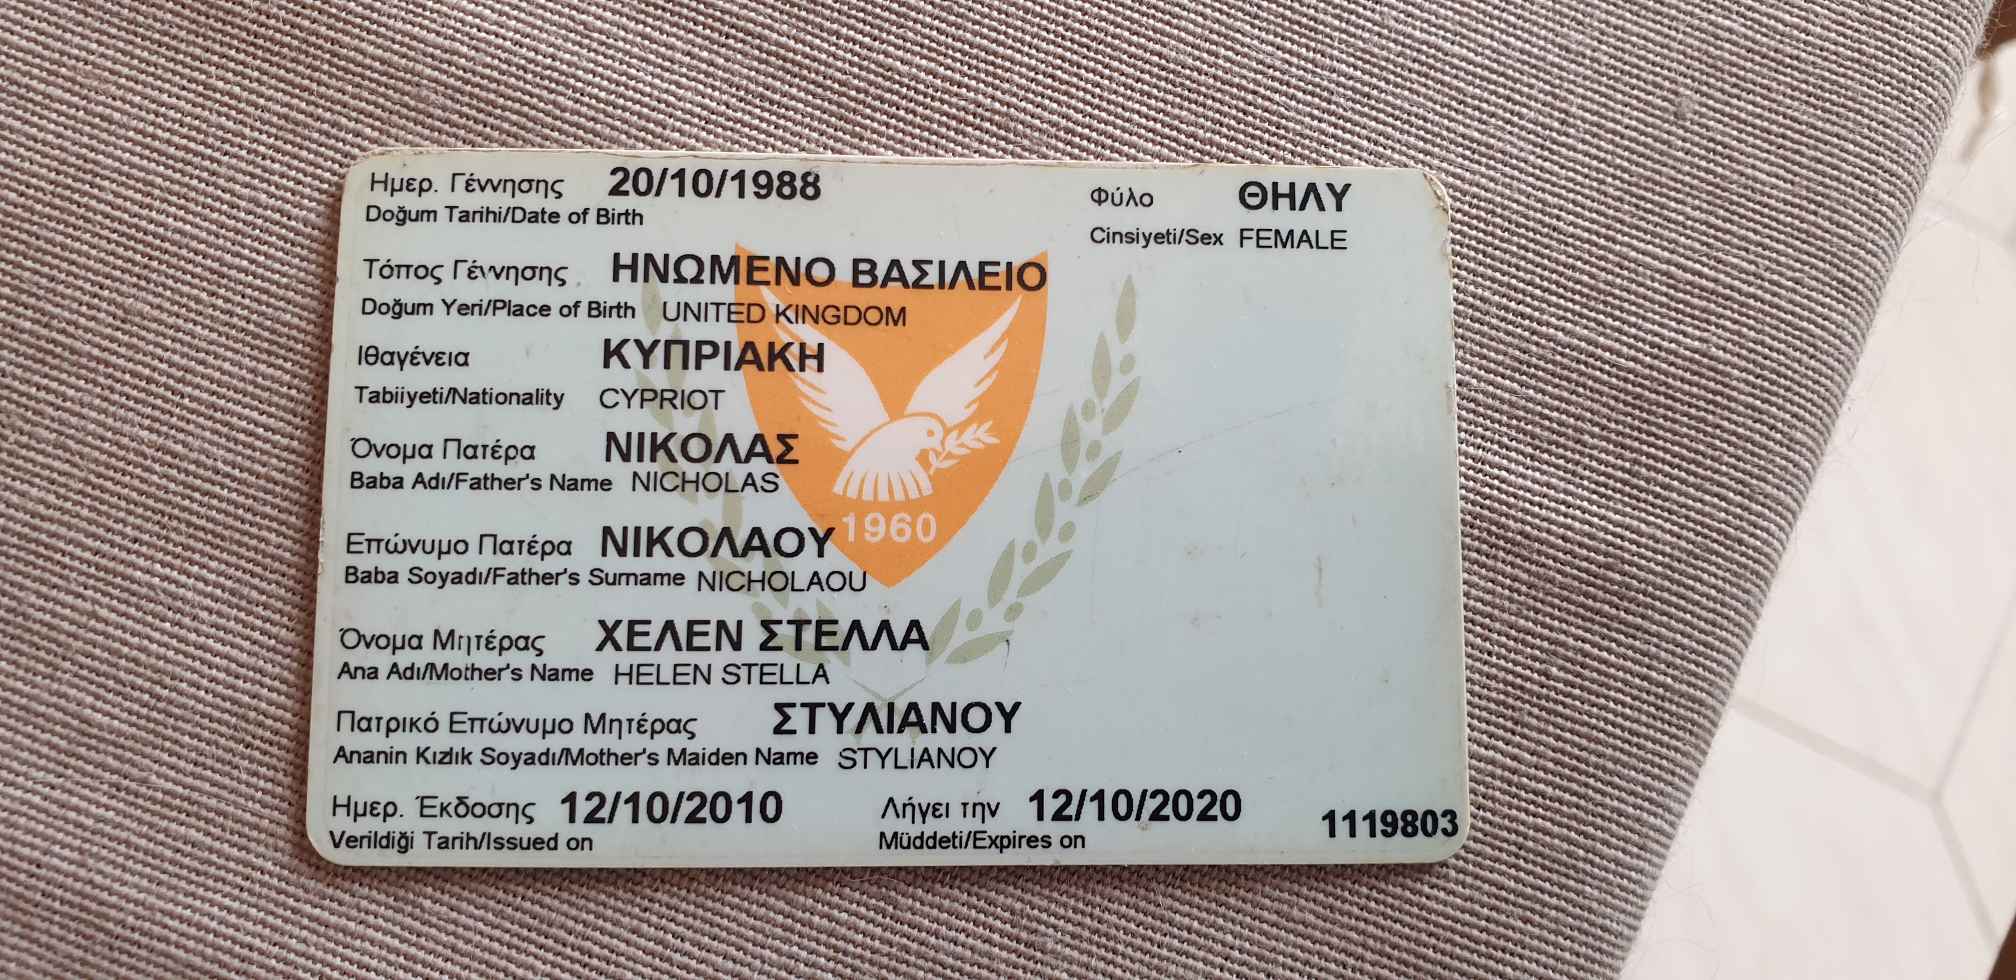 Ημερ. Γέννησης 20/10/1988
Doğum Tarihi/Date of Birth
Φύλο ΘΗΛΥ
Cinsiyeti/Sex FEMALE
Τόπος Γέννησης ΗΝΩΜΕΝΟ ΒΑΣΙΛΕΙΟ
Doğum Yeri/Place of Birth UNITED KINGDOM
Ιθαγένεια ΚΥΠΡΙΑΚΗ
Tabiiyeti/Nationality CYPRIOT
Όνομα Πατέρα ΝΙΚΟΛΑΣ
Baba Adı/Father's Name NICHOLAS
1960
Επώνυμο Πατέρα ΝΙΚΟΛΑΟΥ
Baba Soyadı/Father's Surname NICHOLAOU
Όνομα Μητέρας ΧΕΛΕΝ ΣΤΕΛΛΑ
Ana Adı/Mother's Name HELEN STELLA
Πατρικό Επώνυμο Μητέρας ΣΤΥΛΙΑΝΟΥ
Ananin Kızlık Soyadı/Mother's Maiden Name STYLIANOY
Ημερ. Έκδοσης 12/10/2010 Λήγει την 12/10/2020 1119803
Verildiği Tarih/Issued on Müddeti/Expires on